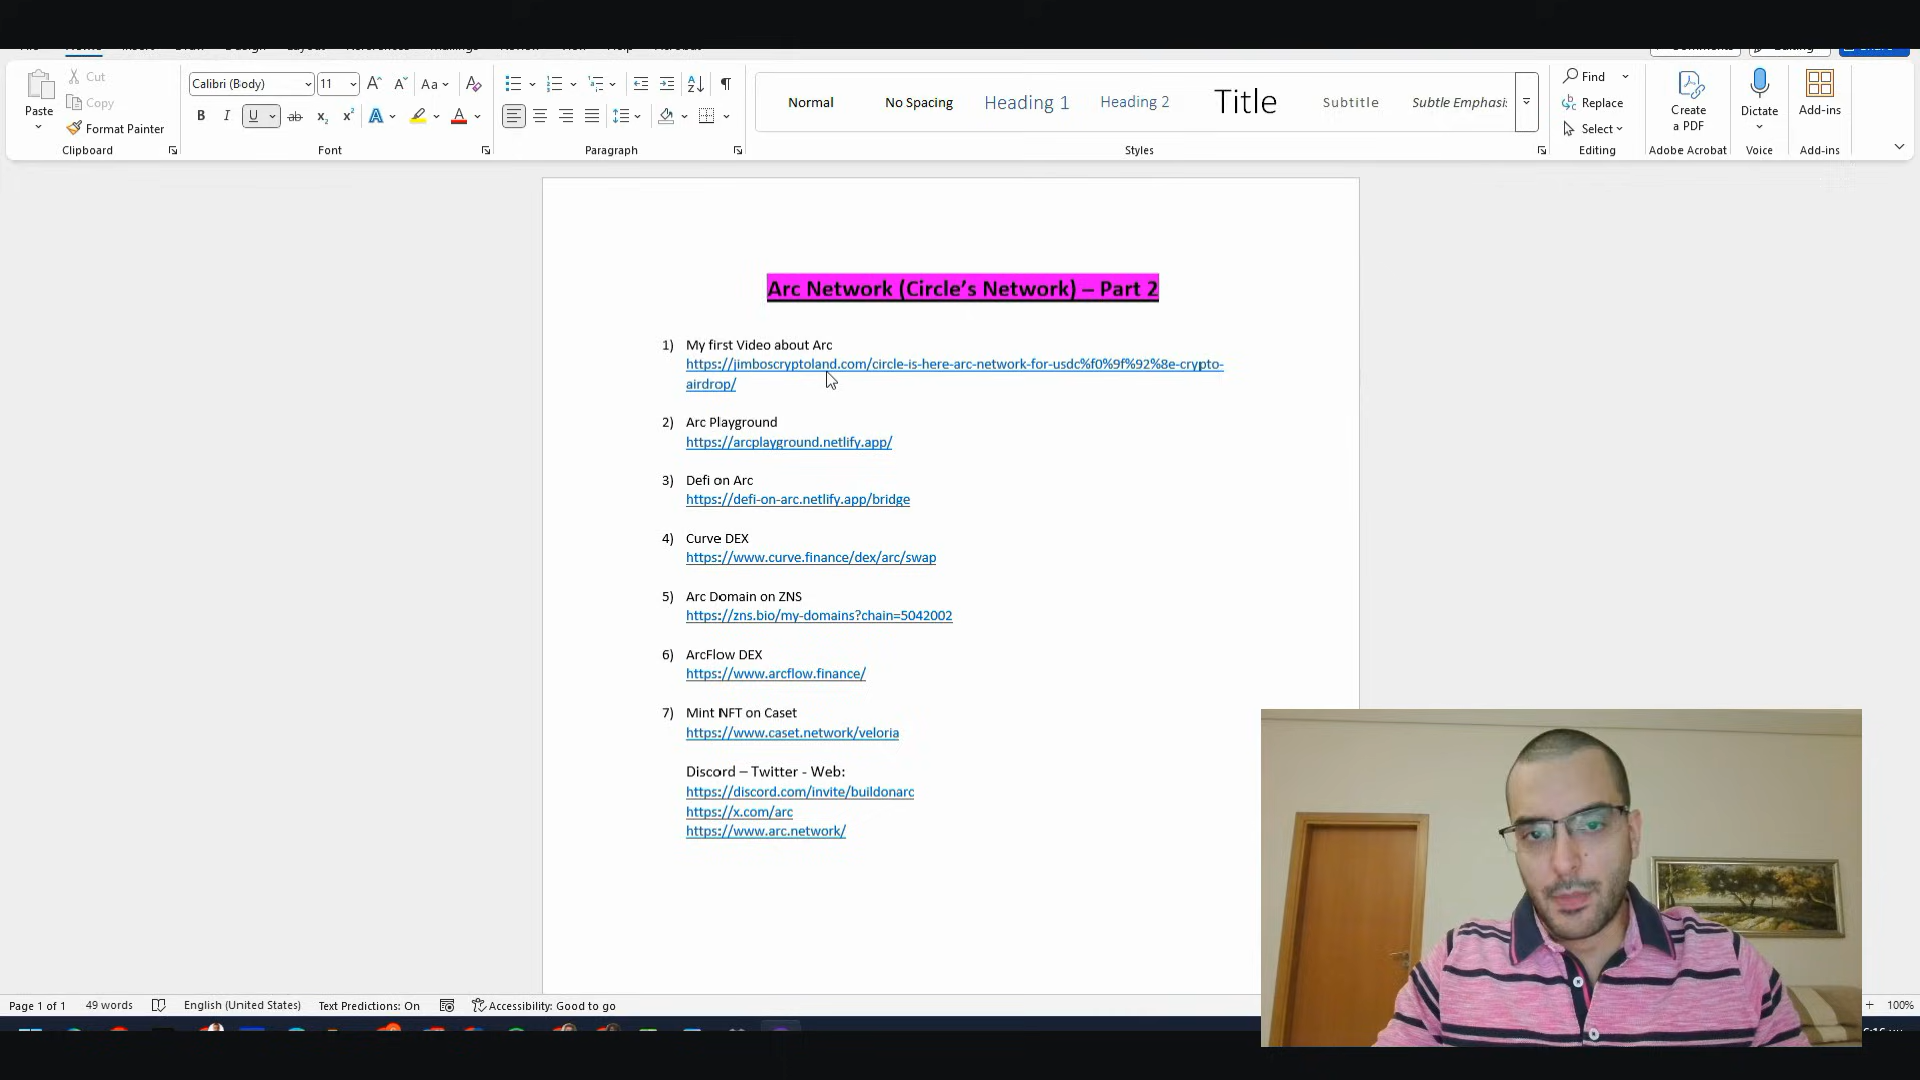 Cut
Copy
Paste
Format Painter
Clipboard
Calibri (Body)
11
Aa
B
I
U
ab
Font
Paragraph
Normal
No Spacing
Heading 1
Heading 2
Title
Subtitle
Subtle Emphasis
Styles
Find
Replace
Select
Editing
Create
a PDF
Adobe Acrobat
Dictate
Voice
Add-ins
Add-ins
Arc Network (Circle’s Network) – Part 2
1) My first Video about Arc
https://jimboscryptoland.com/circle-is-here-arc-network-for-usdc%f0%9f%92%8e-crypto-
airdrop/
2) Arc Playground
https://arcplayground.netlify.app/
3) Defi on Arc
https://defi-on-arc.netlify.app/bridge
4) Curve DEX
https://www.curve.finance/dex/arc/swap
5) Arc Domain on ZNS
https://zns.bio/my-domains?chain=5042002
6) ArcFlow DEX
https://www.arcflow.finance/
7) Mint NFT on Caset
https://www.caset.network/veloria
Discord – Twitter - Web:
https://discord.com/invite/buildonarc
https://x.com/arc
https://www.arc.network/
Page 1 of 1
49 words
English (United States)
Text Predictions: On
Accessibility: Good to go
100%